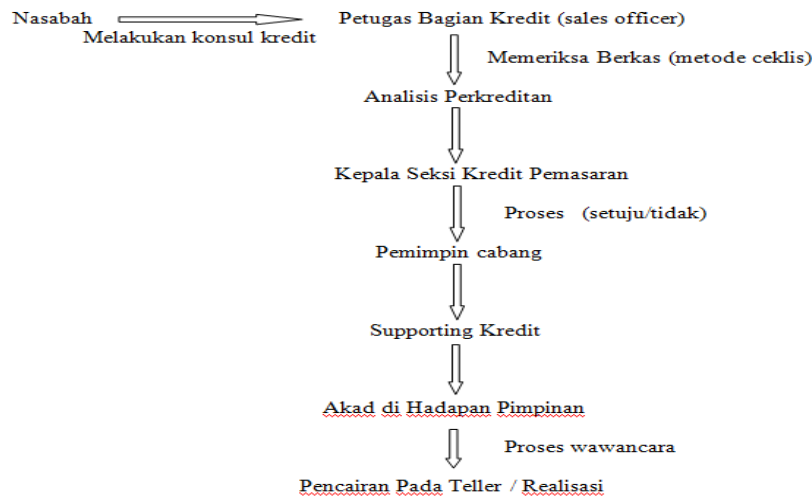 Nasabah
Petugas Bagian Kredit (sales officer)
Melakukan konsul kredit
Memeriksa Berkas (metode ceklis)
Analisis Perkreditan
Kepala Seksi Kredit Pemasaran
Proses (setuju/tidak)
Pemimpin cabang
Supporting Kredit
Akad di Hadapan Pimpinan
Proses wawancara
Pencairan Pada Teller / Realisasi